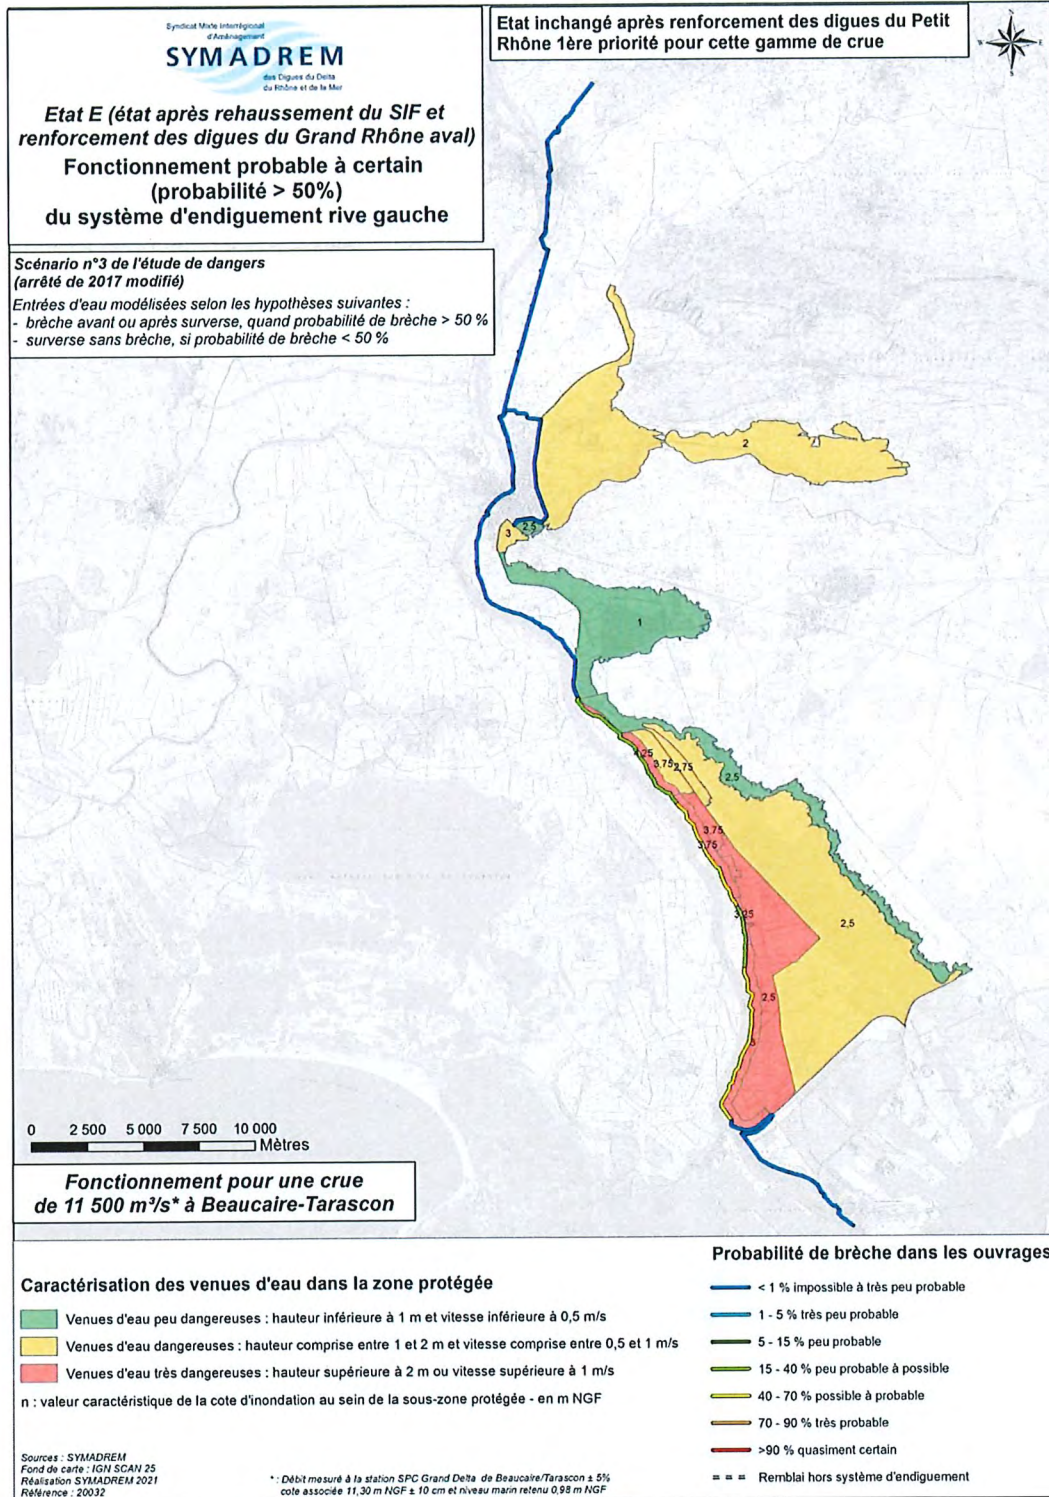 Syndicat Mixte Interrégional
d'Aménagement
SYMADREM
des Digues du Delta
du Rhône et de la Mer
Etat E (état après rehaussement du SIF et
renforcement des digues du Grand Rhône aval)
Fonctionnement probable à certain
(probabilité > 50%)
du système d'endiguement rive gauche
Etat inchangé après renforcement des digues du Petit
Rhône 1ère priorité pour cette gamme de crue
Scénario n°3 de l'étude de dangers
(arrêté de 2017 modifié)
Entrées d'eau modélisées selon les hypothèses suivantes :
- brèche avant ou après surverse, quand probabilité de brèche > 50 %
- surverse sans brèche, si probabilité de brèche < 50 %
2
3
2.5
1
4,25
3.75
2,75
2.5
3.75
3,75
2,5
2,5
0 2 500 5 000 7 500 10 000
Mètres
Fonctionnement pour une crue
de 11 500 m³/s* à Beaucaire-Tarascon
Caractérisation des venues d'eau dans la zone protégée
Venues d'eau peu dangereuses : hauteur inférieure à 1 m et vitesse inférieure à 0,5 m/s
Venues d'eau dangereuses : hauteur comprise entre 1 et 2 m et vitesse comprise entre 0,5 et 1 m/s
Venues d'eau très dangereuses : hauteur supérieure à 2 m ou vitesse supérieure à 1 m/s
n : valeur caractéristique de la cote d'inondation au sein de la sous-zone protégée - en m NGF
Probabilité de brèche dans les ouvrages
< 1 % impossible à très peu probable
1 - 5 % très peu probable
5 - 15 % peu probable
15 - 40 % peu probable à possible
40 - 70 % possible à probable
70 - 90 % très probable
>90 % quasiment certain
Remblai hors système d'endiguement
Sources : SYMADREM
Fond de carte : IGN SCAN 25
Réalisation SYMADREM 2021
Référence : 20032
* : Débit mesuré à la station SPC Grand Delta de Beaucaire/Tarascon ± 5%
cote associée 11,30 m NGF ± 10 cm et niveau marin retenu 0,98 m NGF